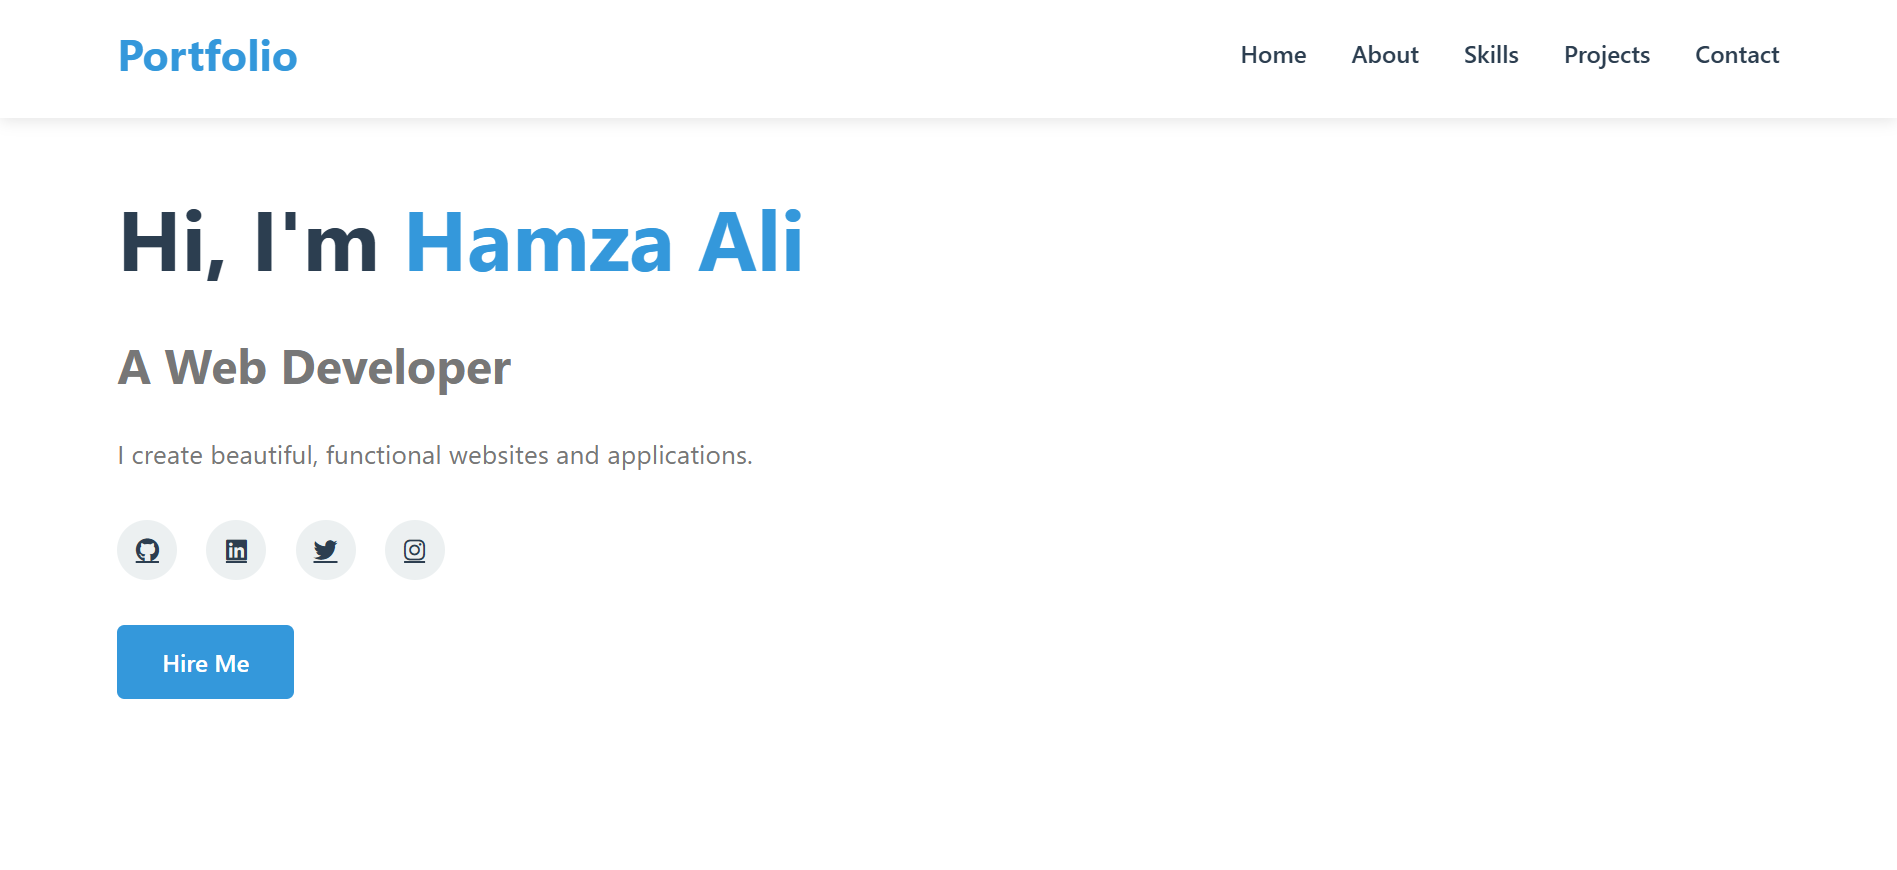 Portfolio
Home About Skills Projects Contact
Hi, I'm Hamza Ali
A Web Developer
I create beautiful, functional websites and applications.
Hire Me